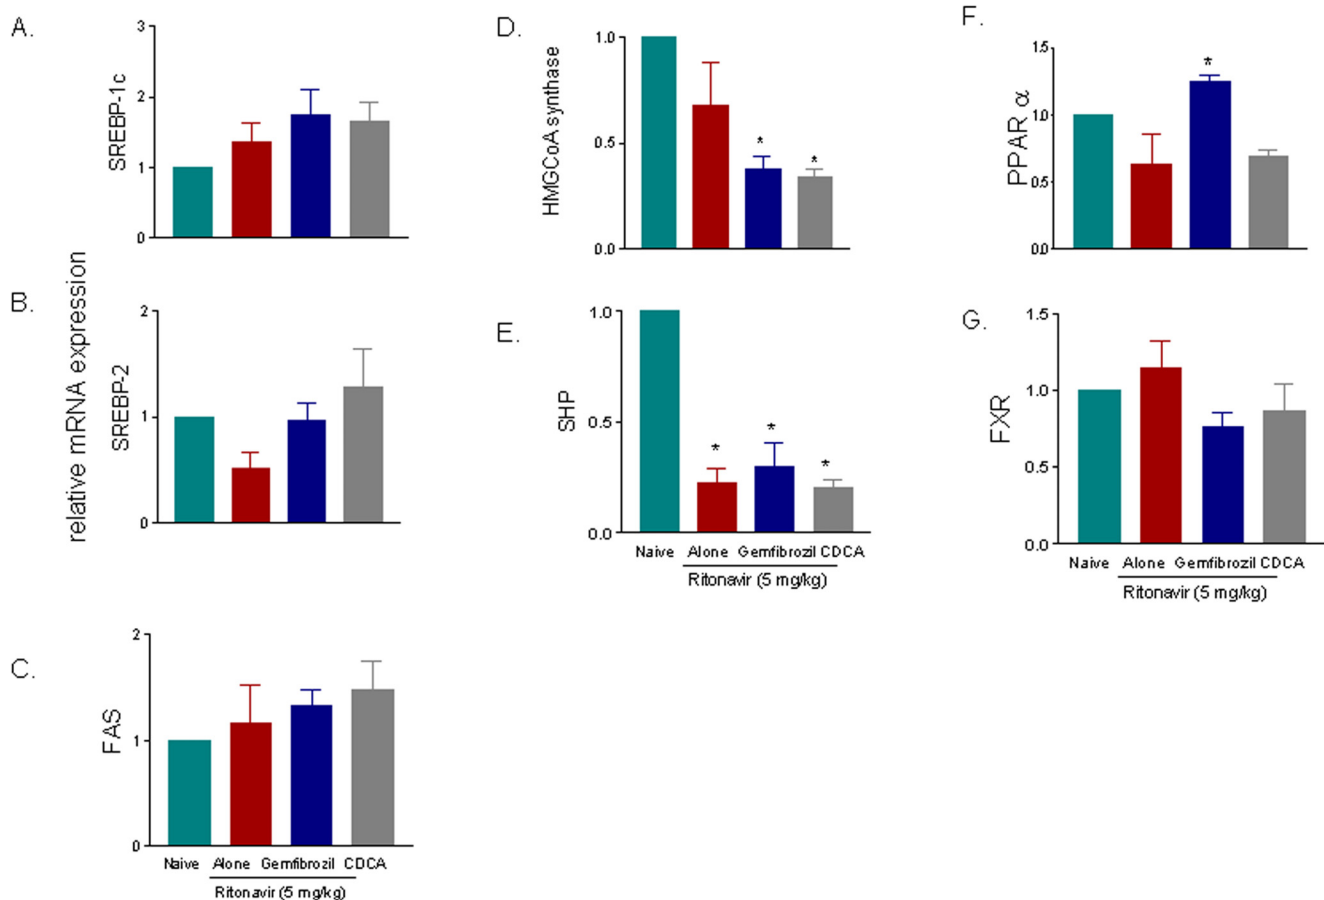 relative mRNA expression
A.
SREBP-1c
3
2
1
0
B.
SREBP-2
2
1
0
C.
FAS
2
1
0
Naive Alone Gemfibrozil CDCA
Ritonavir (5 mg/kg)
D.
HMGCoA synthase
1.0
0.5
0.0
* *
E.
SHP
1.0
0.5
0.0
* * *
Naive Alone Gemfibrozil CDCA
Ritonavir (5 mg/kg)
F.
PPAR α
1.5
1.0
0.5
0.0
*
G.
FXR
1.5
1.0
0.5
0.0
Naive Alone Gemfibrozil CDCA
Ritonavir (5 mg/kg)